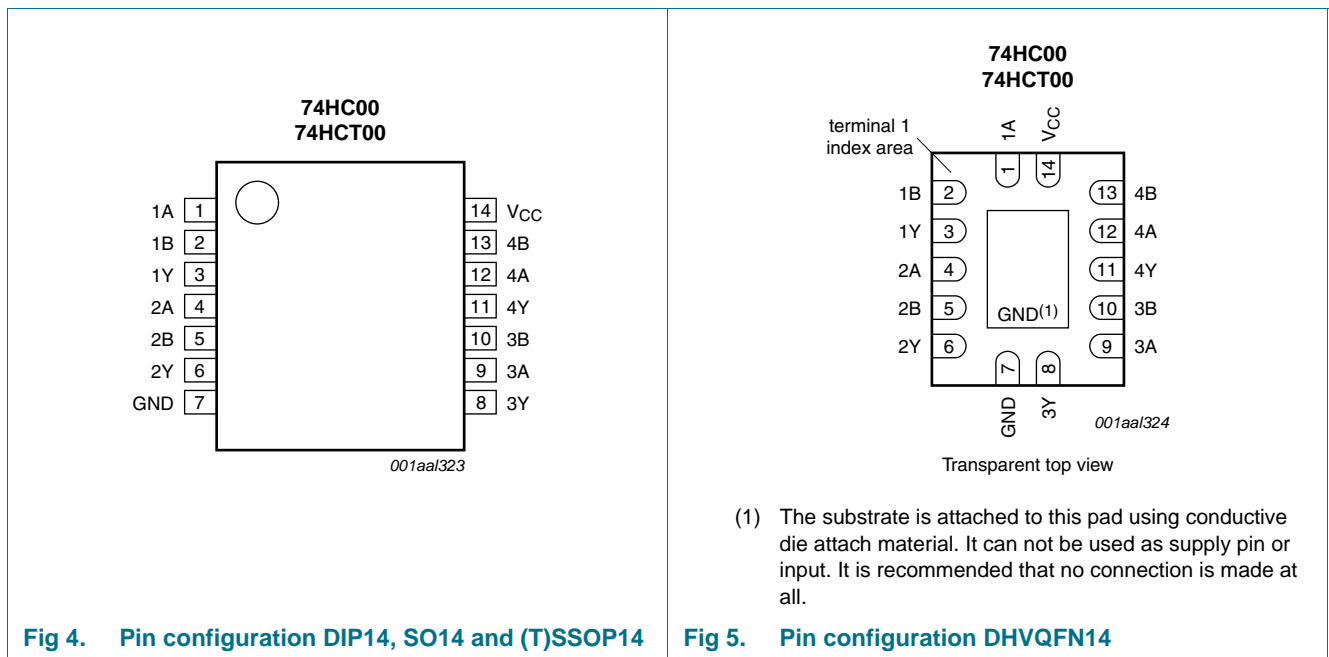 74HC00
74HCT00
1A 1
1B 2
1Y 3
2A 4
2B 5
2Y 6
GND 7
14 VCC
13 4B
12 4A
11 4Y
10 3B
9 3A
8 3Y
001aal323
Fig 4. Pin configuration DIP14, SO14 and (T)SSOP14
74HC00
74HCT00
terminal 1
index area
1A
VCC
1
14
1B 2
1Y 3
2A 4
2B 5
2Y 6
13 4B
12 4A
11 4Y
10 3B
9 3A
GND(1)
7
8
GND
3Y
001aal324
Transparent top view
(1) The substrate is attached to this pad using conductive
die attach material. It can not be used as supply pin or
input. It is recommended that no connection is made at
all.
Fig 5. Pin configuration DHVQFN14